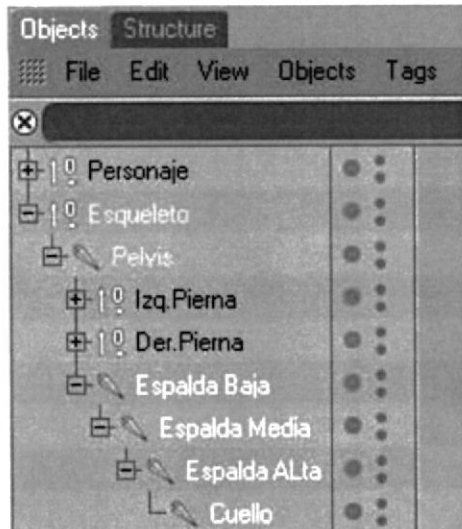 Objects Structure
File Edit View Objects Tags
Personaje
Esqueleto
Pelvis
Izq.Pierna
Der.Pierna
Espalda Baja
Espalda Media
Espalda ALta
Cuello